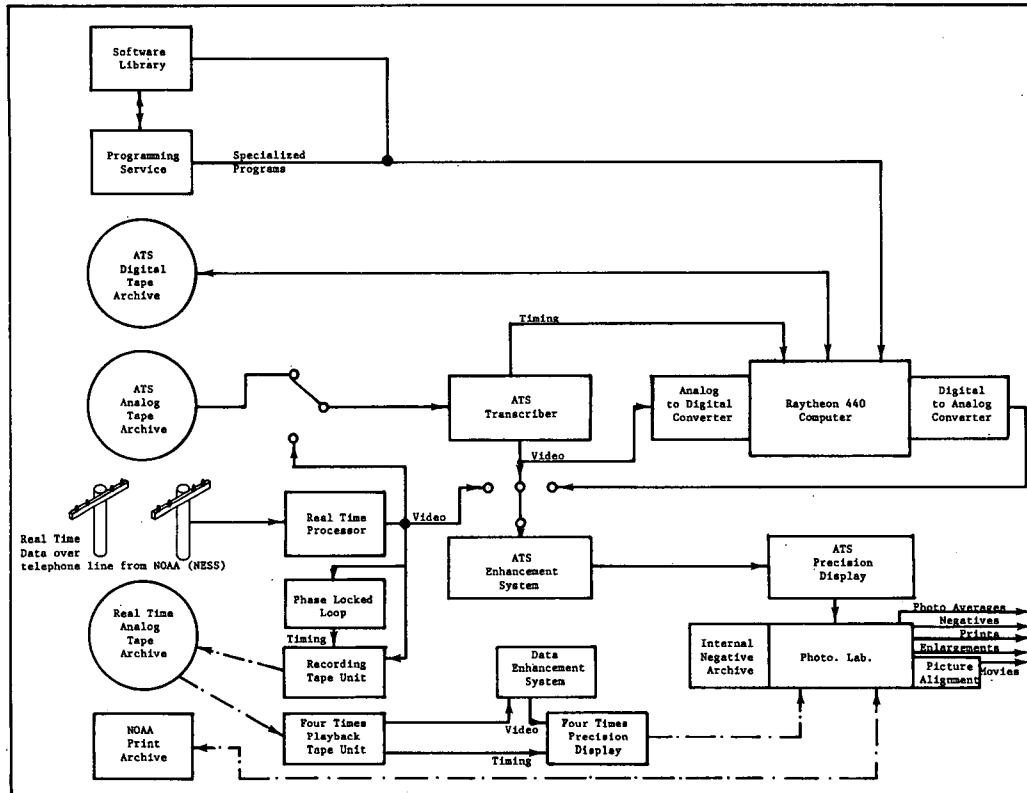 Software
Library
Programming
Service
Specialized
Programs
ATS
Digital
Tape
Archive
Timing
ATS
Analog
Tape
Archive
ATS
Transcriber
Analog
to Digital
Converter
Raytheon 440
Computer
Digital
to Analog
Converter
Video
Real Time
Data over
telephone line from NOAA (NESS)
Real Time
Processor
Video
ATS
Enhancement
System
ATS
Precision
Display
Phase Locked
Loop
Timing
Real Time
Analog
Tape
Archive
Recording
Tape Unit
Data
Enhancement
System
Internal
Negative
Archive
Photo. Lab.
Photo Averages
Negatives
Prints
Enlargements
Picture
Alignment
Movies
NOAA
Print
Archive
Four Times
Playback
Tape Unit
Video
Timing
Four Times
Precision
Display